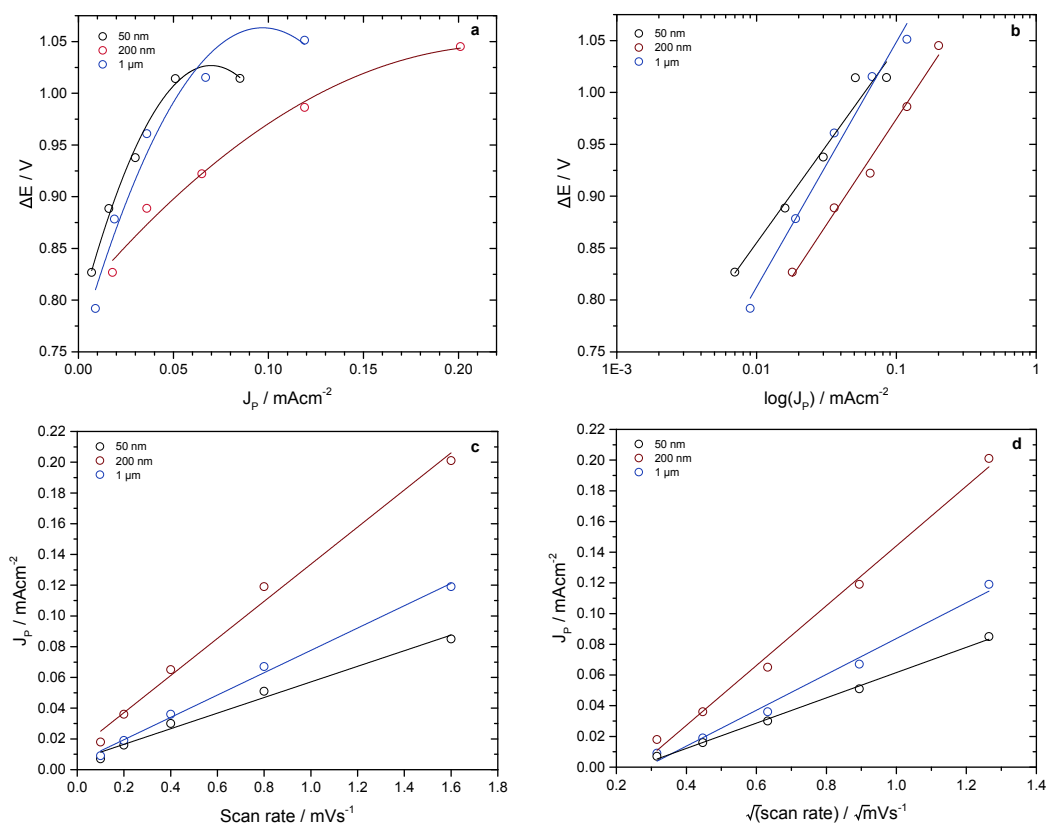 a
50 nm
200 nm
1 µm
1.05
1.00
0.95
0.90
0.85
0.80
0.75
ΔE / V
0.00
0.05
0.10
0.15
0.20
J_P / mAcm⁻²
b
50 nm
200 nm
1 µm
1.05
1.00
0.95
0.90
0.85
0.80
0.75
ΔE / V
1E-3
0.01
0.1
1
log(J_P) / mAcm⁻²
c
50 nm
200 nm
1 µm
0.22
0.20
0.18
0.16
0.14
0.12
0.10
0.08
0.06
0.04
0.02
0.00
J_P / mAcm⁻²
0.0
0.2
0.4
0.6
0.8
1.0
1.2
1.4
1.6
1.8
Scan rate / mVs⁻¹
d
50 nm
200 nm
1 µm
0.22
0.20
0.18
0.16
0.14
0.12
0.10
0.08
0.06
0.04
0.02
0.00
J_P / mAcm⁻²
0.2
0.4
0.6
0.8
1.0
1.2
1.4
√(scan rate) / √mVs⁻¹